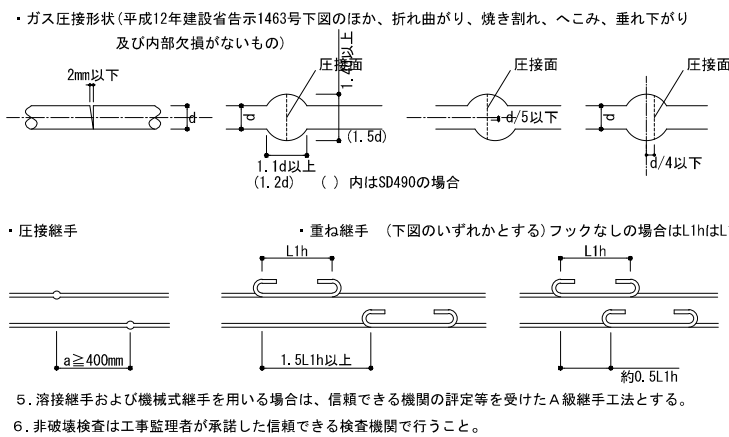 ・ガス圧接形状(平成12年建設省告示1463号下図のほか、折れ曲がり、焼き割れ、へこみ、垂れ下がり
及び内部欠損がないもの)
2mm以下
d
圧接面
1.4d以上
(1.5d)
d
1.1d以上
(1.2d)
( ) 内はSD490の場合
圧接面
d/5以下
圧接面
d
d/4以下
・圧接継手
a≧400mm
・重ね継手 (下図のいずれかとする)フックなしの場合はL1hはL
L1h
1.5L1h以上
L1h
約0.5L1h
5.溶接継手および機械式継手を用いる場合は、信頼できる機関の評定等を受けたA級継手工法とする。
6.非破壊検査は工事監理者が承諾した信頼できる検査機関で行うこと。